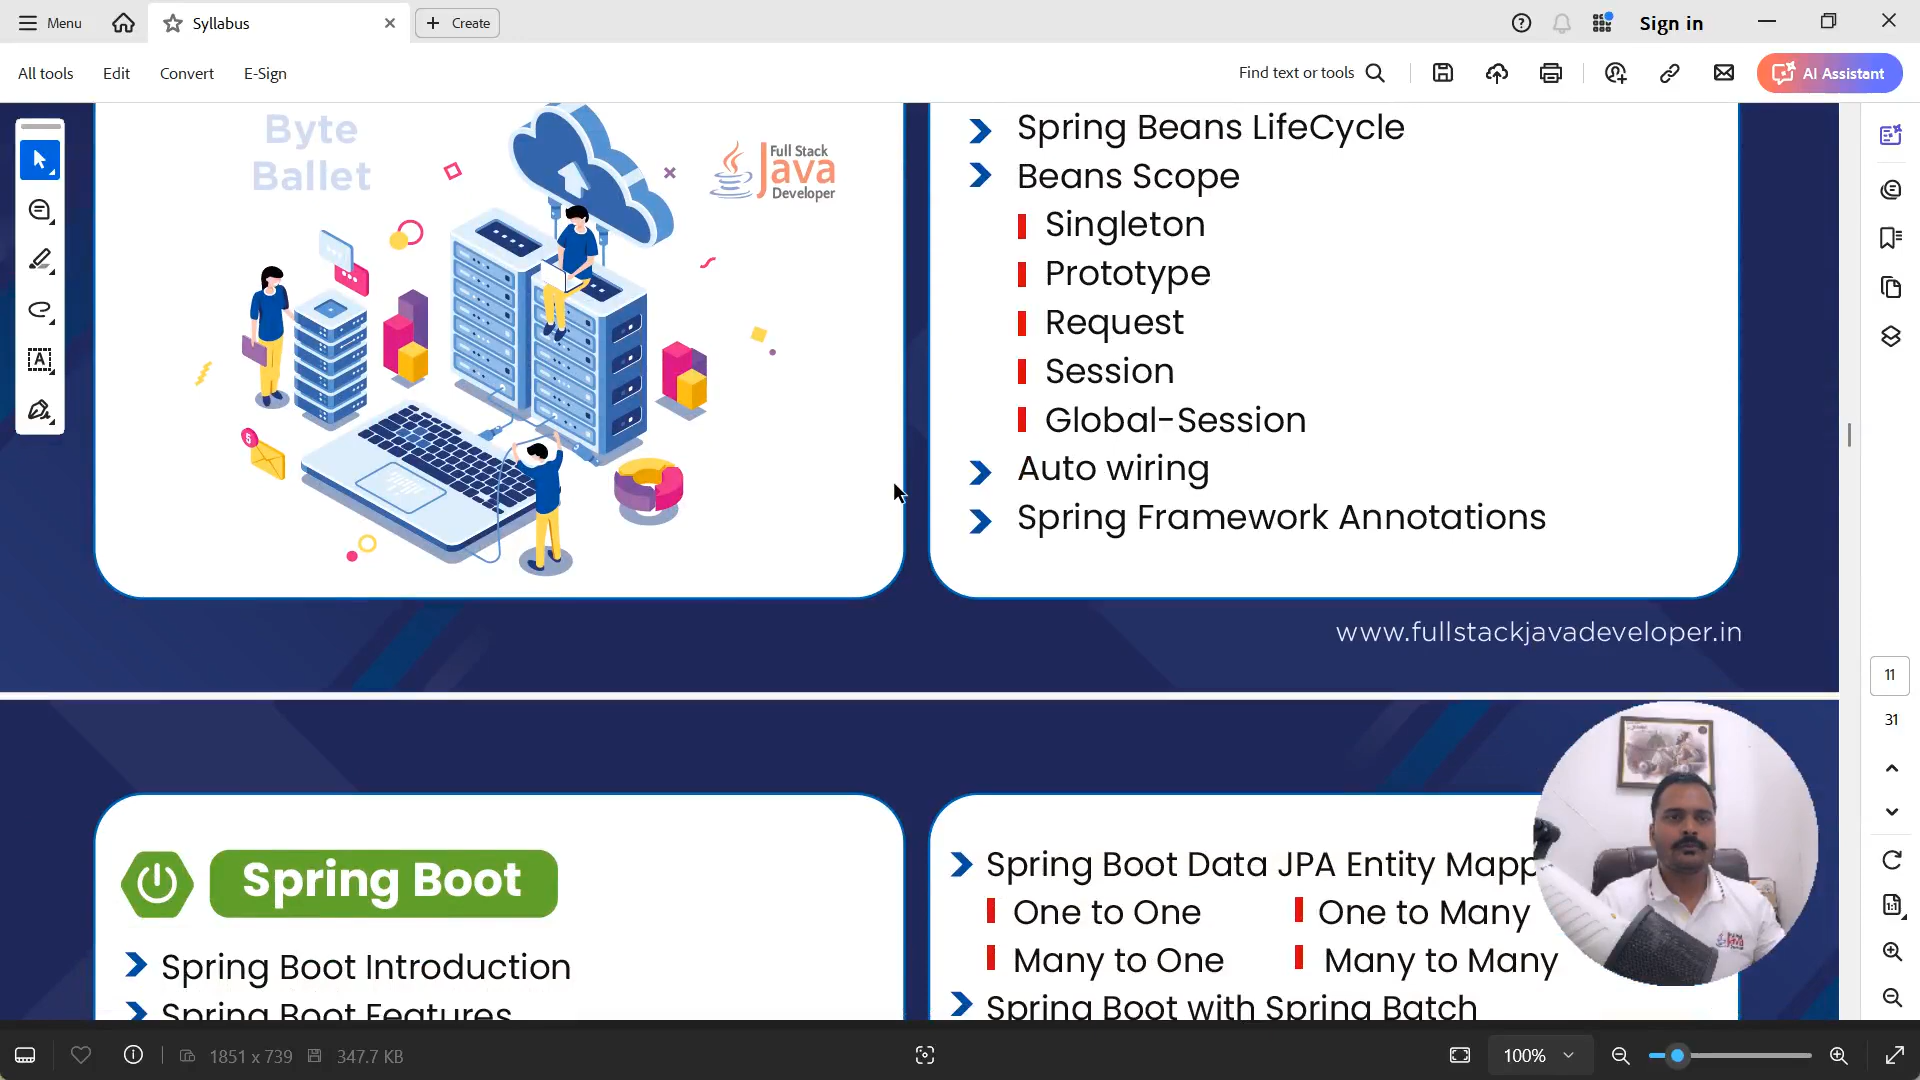 Menu
Syllabus
Create
Sign in
All tools
Edit
Convert
E-Sign
Find text or tools
AI Assistant
Byte
Ballet
Full Stack
Java
Developer
5
Spring Beans LifeCycle
Beans Scope
Singleton
Prototype
Request
Session
Global-Session
Auto wiring
Spring Framework Annotations
www.fullstackjavadeveloper.in
11
31
Spring Boot
Spring Boot Introduction
Spring Boot Features
Spring Boot Data JPA Entity Mapp
One to One
One to Many
Many to One
Many to Many
Spring Boot with Spring Batch
1851 x 739
347.7 KB
100%